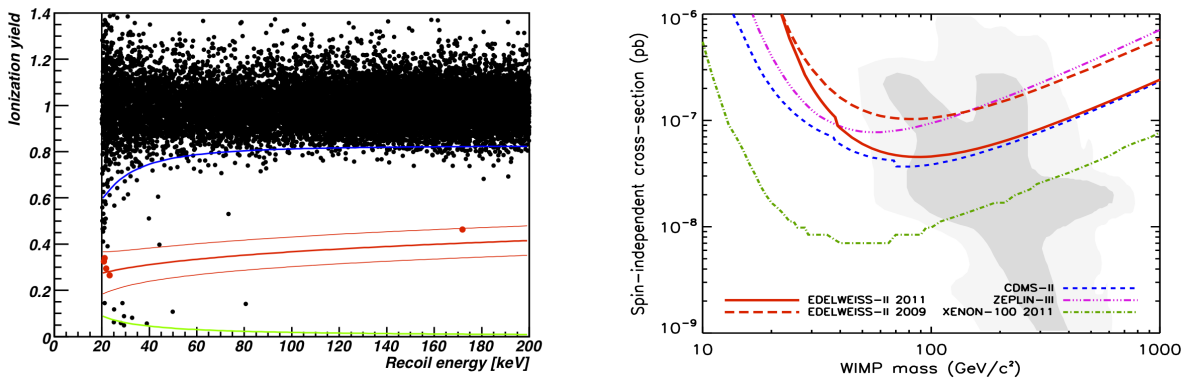 Ionization yield
1.4
1.2
1
0.8
0.6
0.4
0.2
0
0 20 40 60 80 100 120 140 160 180 200
Recoil energy [keV]
Spin-independent cross-section (pb)
10⁻⁶
10⁻⁷
10⁻⁸
10⁻⁹
EDELWEISS-II 2011
EDELWEISS-II 2009
CDMS-II
ZEPLIN-III
XENON-100 2011
10 100 1000
WIMP mass (GeV/c²)